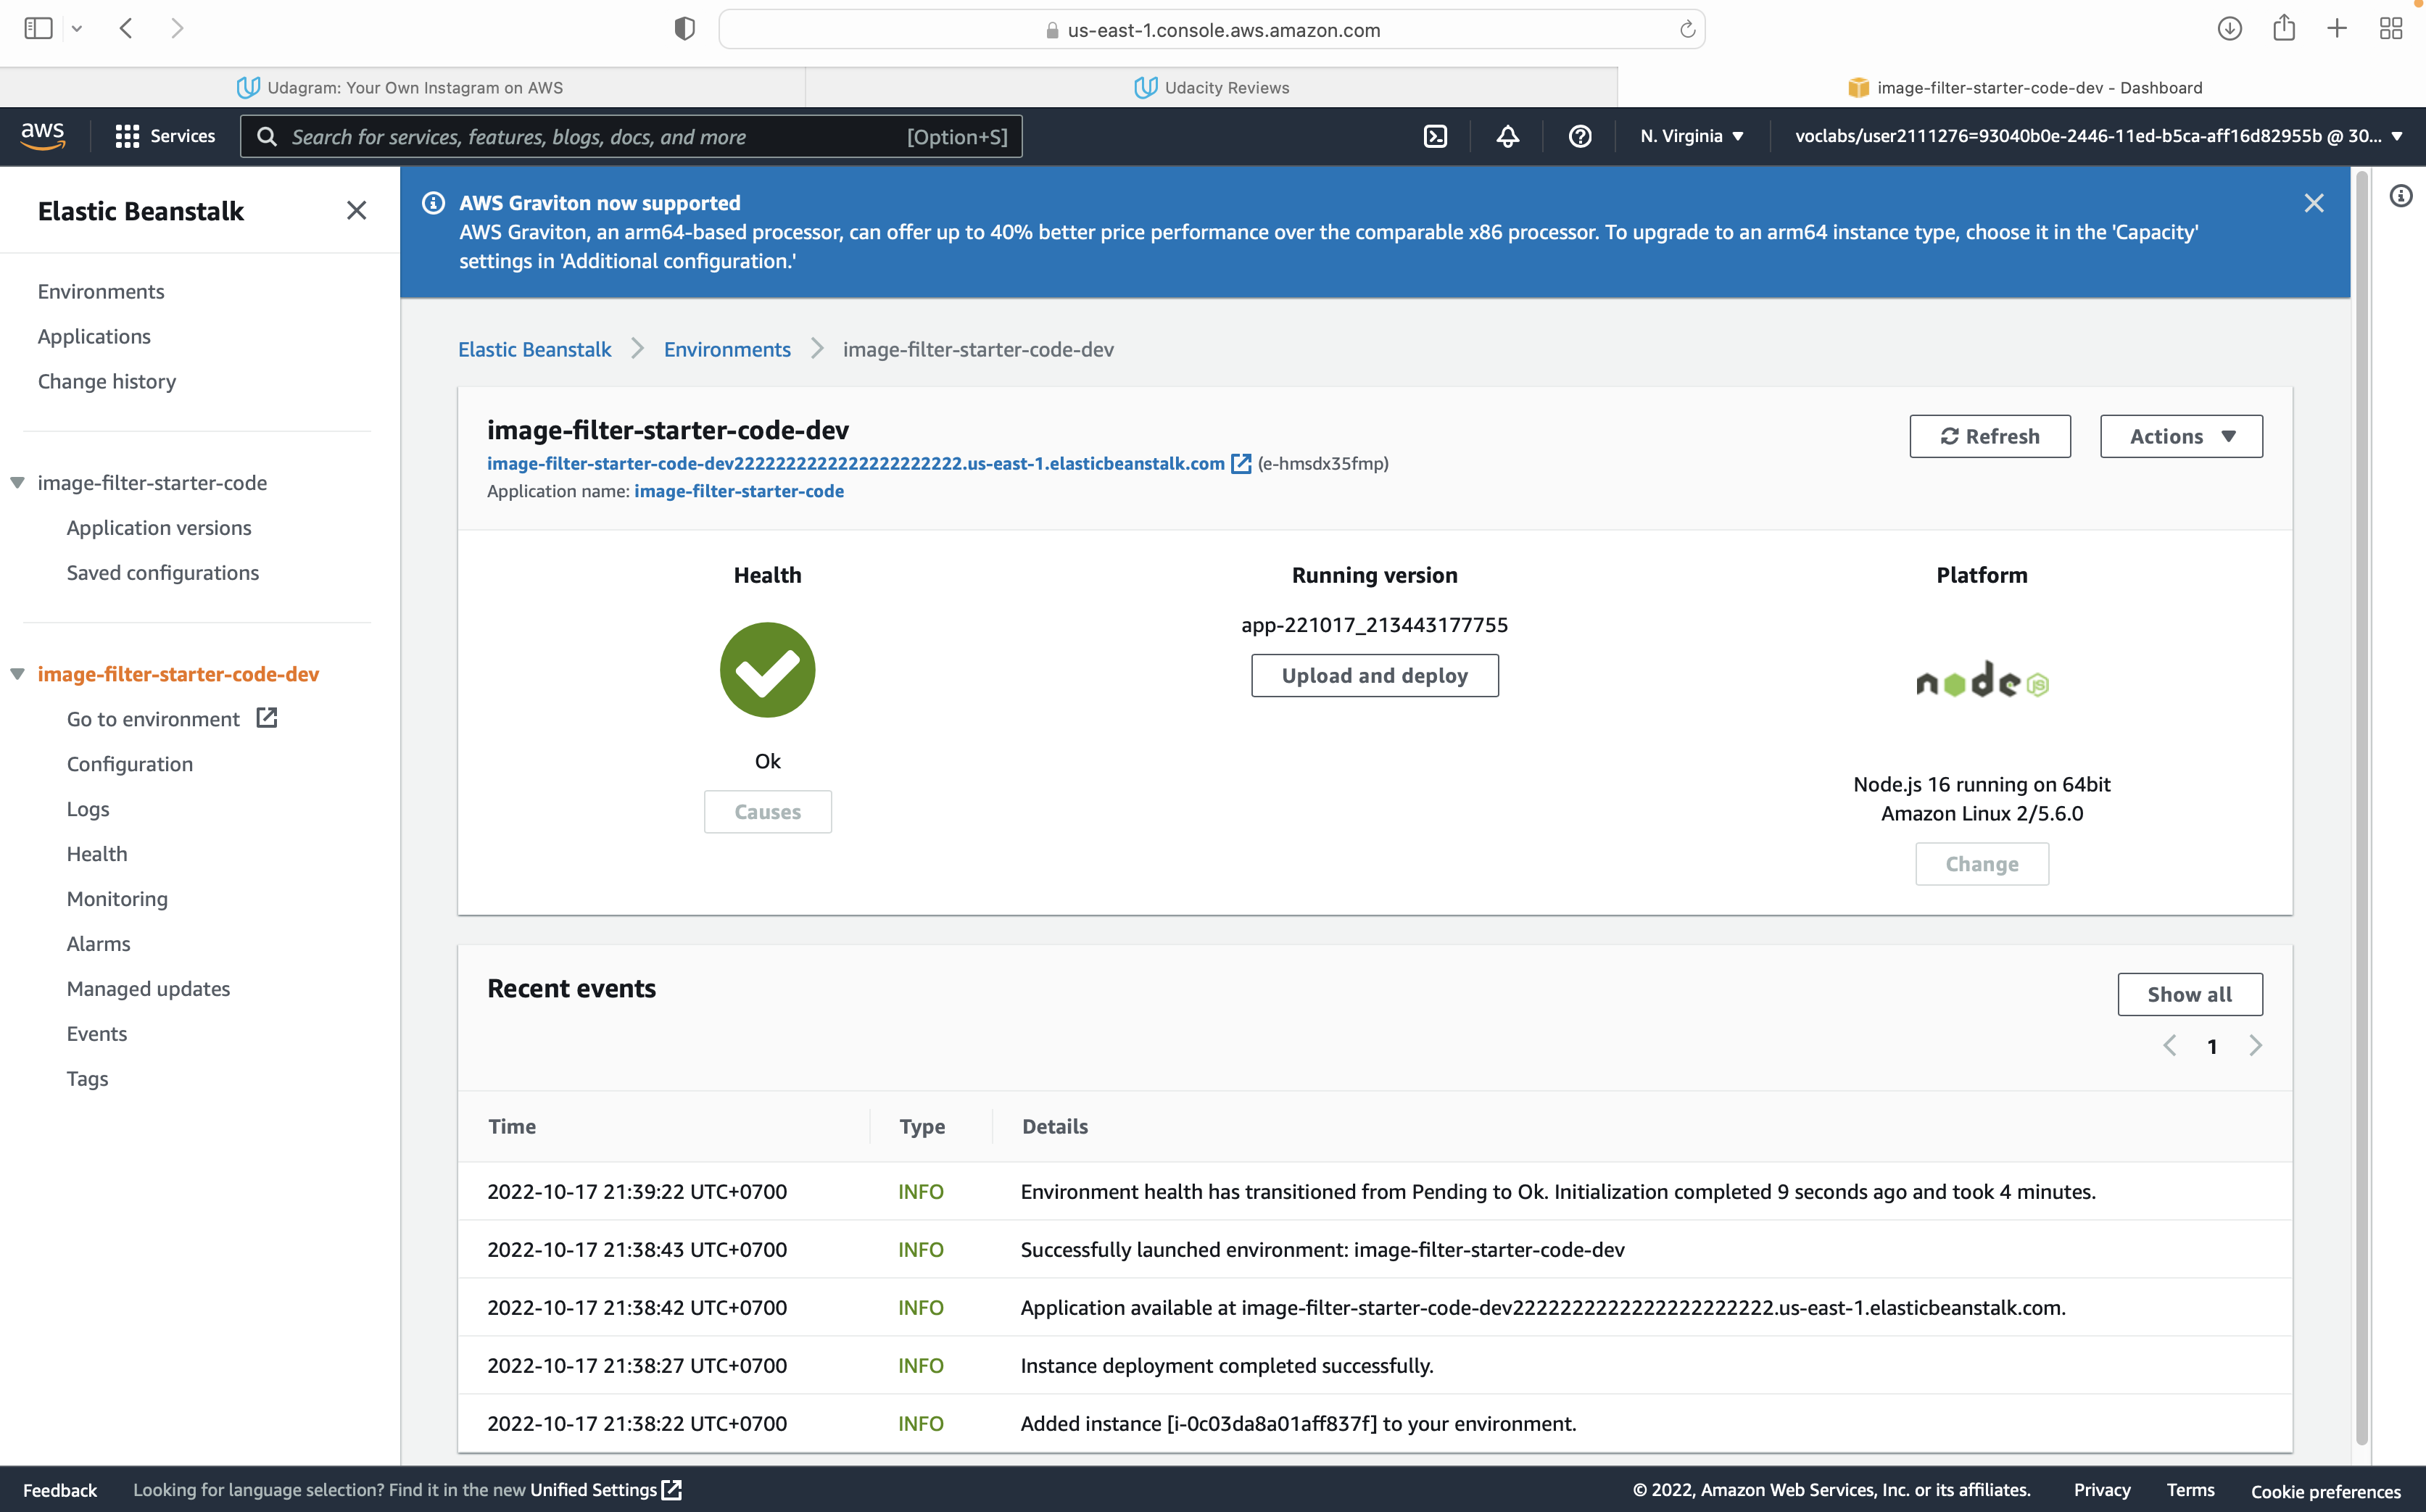 us-east-1.console.aws.amazon.com
Udagram: Your Own Instagram on AWS
Udacity Reviews
image-filter-starter-code-dev - Dashboard
aws
Services
Search for services, features, blogs, docs, and more
[Option+S]
N. Virginia
voclabs/user2111276=93040b0e-2446-11ed-b5ca-aff16d82955b @ 30...
Elastic Beanstalk
Environments
Applications
Change history
image-filter-starter-code
Application versions
Saved configurations
image-filter-starter-code-dev
Go to environment
Configuration
Logs
Health
Monitoring
Alarms
Managed updates
Events
Tags
AWS Graviton now supported
AWS Graviton, an arm64-based processor, can offer up to 40% better price performance over the comparable x86 processor. To upgrade to an arm64 instance type, choose it in the 'Capacity'
settings in 'Additional configuration.'
Elastic Beanstalk
Environments
image-filter-starter-code-dev
image-filter-starter-code-dev
image-filter-starter-code-dev2222222222222222222222.us-east-1.elasticbeanstalk.com (e-hmsdx35fmp)
Application name: image-filter-starter-code
Refresh
Actions
Health
Ok
Causes
Running version
app-221017_213443177755
Upload and deploy
Platform
node
JS
Node.js 16 running on 64bit
Amazon Linux 2/5.6.0
Change
Recent events
Show all
1
Time Type Details
2022-10-17 21:39:22 UTC+0700 INFO Environment health has transitioned from Pending to Ok. Initialization completed 9 seconds ago and took 4 minutes.
2022-10-17 21:38:43 UTC+0700 INFO Successfully launched environment: image-filter-starter-code-dev
2022-10-17 21:38:42 UTC+0700 INFO Application available at image-filter-starter-code-dev2222222222222222222222.us-east-1.elasticbeanstalk.com.
2022-10-17 21:38:27 UTC+0700 INFO Instance deployment completed successfully.
2022-10-17 21:38:22 UTC+0700 INFO Added instance [i-0c03da8a01aff837f] to your environment.
Feedback
Looking for language selection? Find it in the new Unified Settings
© 2022, Amazon Web Services, Inc. or its affiliates.
Privacy
Terms
Cookie preferences